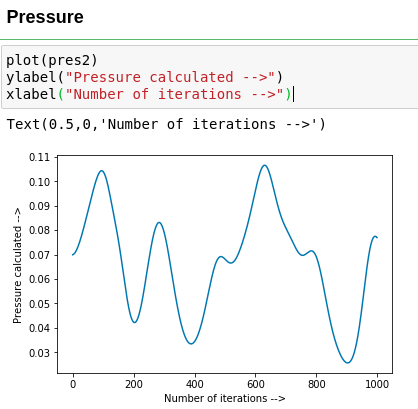 Pressure
plot(pres2)
ylabel("Pressure calculated -->")
xlabel("Number of iterations -->")
Text(0.5,0,'Number of iterations -->')
0.11
0.10
0.09
0.08
0.07
0.06
0.05
0.04
0.03
Pressure calculated -->
0 200 400 600 800 1000
Number of iterations -->